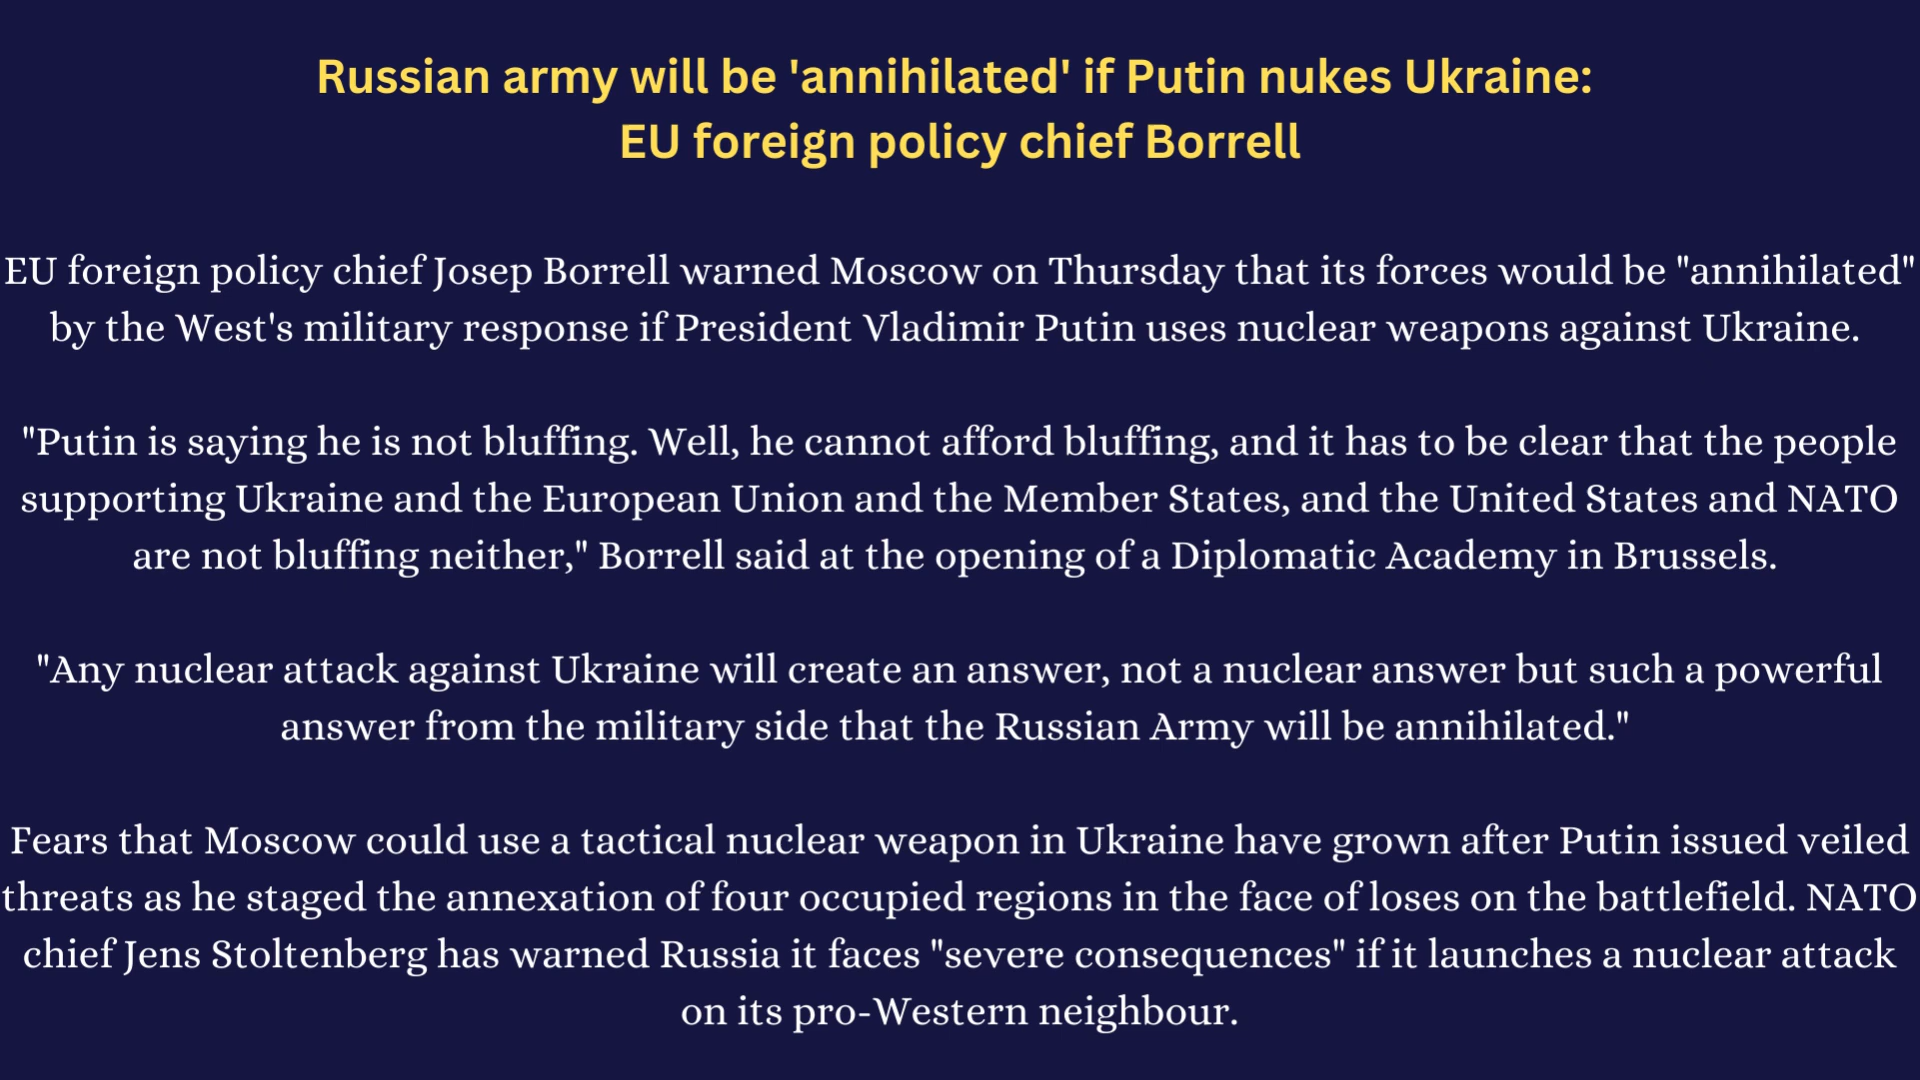 Russian army will be 'annihilated' if Putin nukes Ukraine:
EU foreign policy chief Borrell
EU foreign policy chief Josep Borrell warned Moscow on Thursday that its forces would be "annihilated"
by the West's military response if President Vladimir Putin uses nuclear weapons against Ukraine.
"Putin is saying he is not bluffing. Well, he cannot afford bluffing, and it has to be clear that the people
supporting Ukraine and the European Union and the Member States, and the United States and NATO
are not bluffing neither," Borrell said at the opening of a Diplomatic Academy in Brussels.
"Any nuclear attack against Ukraine will create an answer, not a nuclear answer but such a powerful
answer from the military side that the Russian Army will be annihilated."
Fears that Moscow could use a tactical nuclear weapon in Ukraine have grown after Putin issued veiled
threats as he staged the annexation of four occupied regions in the face of loses on the battlefield. NATO
chief Jens Stoltenberg has warned Russia it faces "severe consequences" if it launches a nuclear attack
on its pro-Western neighbour.